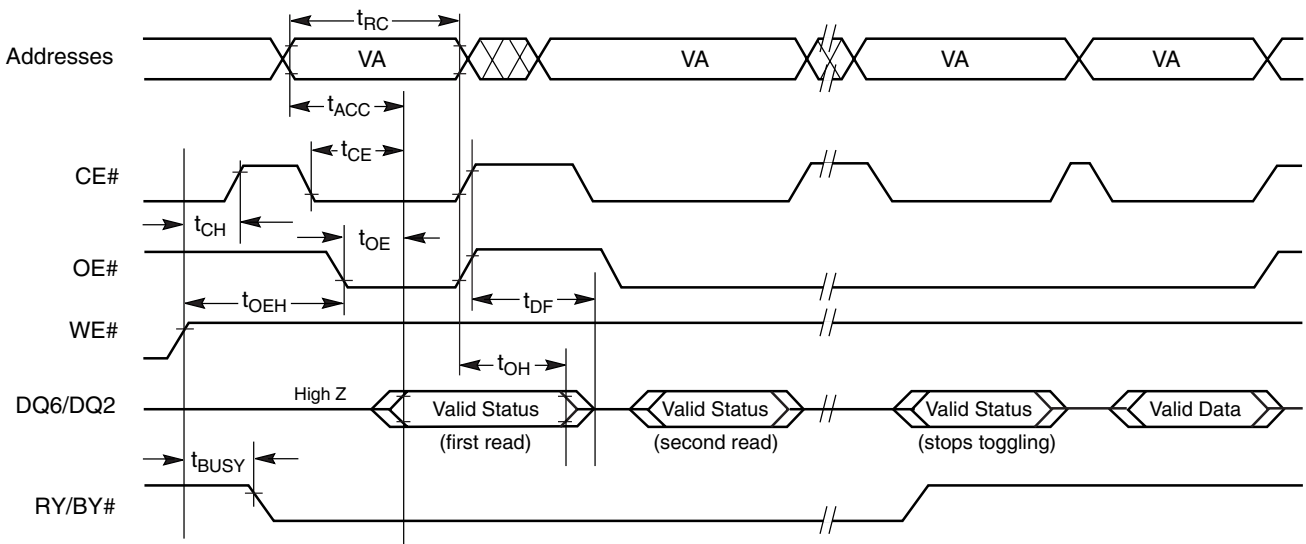 tRC
Addresses VA VA VA VA
tACC
tCE
CE#
tCH tOE
OE#
tOEH tDF
WE#
tOH
High Z
DQ6/DQ2 Valid Status Valid Status Valid Status Valid Data
(first read) (second read) (stops toggling)
tBUSY
RY/BY#